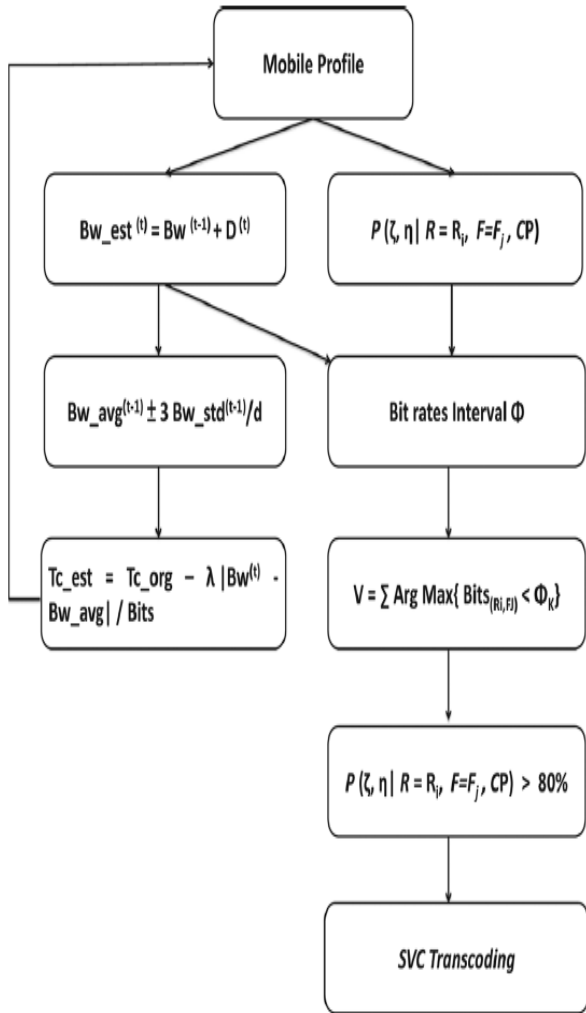 Mobile Profile
Bw_est ⁽ᵗ⁾ = Bw ⁽ᵗ⁻¹⁾ + D ⁽ᵗ⁾
P (ζ, η | R = Rᵢ, F=Fⱼ , CP)
Bw_avg⁽ᵗ⁻¹⁾ ± 3 Bw_std⁽ᵗ⁻¹⁾/d
Bit rates Interval Φ
Tc_est = Tc_org − λ |Bw⁽ᵗ⁾ -
Bw_avg| / Bits
V = ∑ Arg Max{ Bits₍Ri,FJ₎ < Φ_K}
P (ζ, η | R = Rᵢ, F=Fⱼ , CP) > 80%
SVC Transcoding